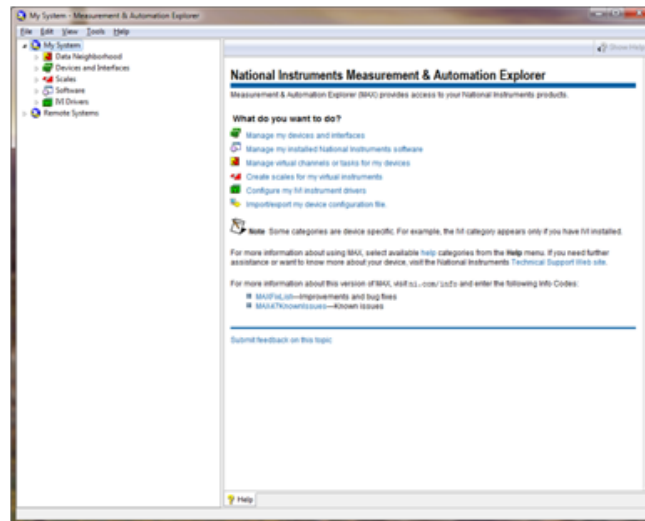 My System - Measurement & Automation Explorer
File Edit View Tools Help
My System
Data Neighborhood
Devices and Interfaces
Scales
Software
IVI Drivers
Remote Systems
Show Help
National Instruments Measurement & Automation Explorer
Measurement & Automation Explorer (MAX) provides access to your National Instruments products.
What do you want to do?
Manage my devices and interfaces
Manage my installed National Instruments software
Manage virtual channels or tasks for my devices
Create scales for my virtual instruments
Configure my IVI instrument drivers
Import/export my device configuration file.
Note Some categories are device specific. For example, the IVI category appears only if you have IVI installed.
For more information about using MAX, select available help categories from the Help menu. If you need further
assistance or want to know more about your device, visit the National Instruments Technical Support Web site.
For more information about this version of MAX, visit ni.com/info and enter the following Info Codes:
MAXFixList—Improvements and bug fixes
MAX47KnownIssues—Known issues
Submit feedback on this topic
Help